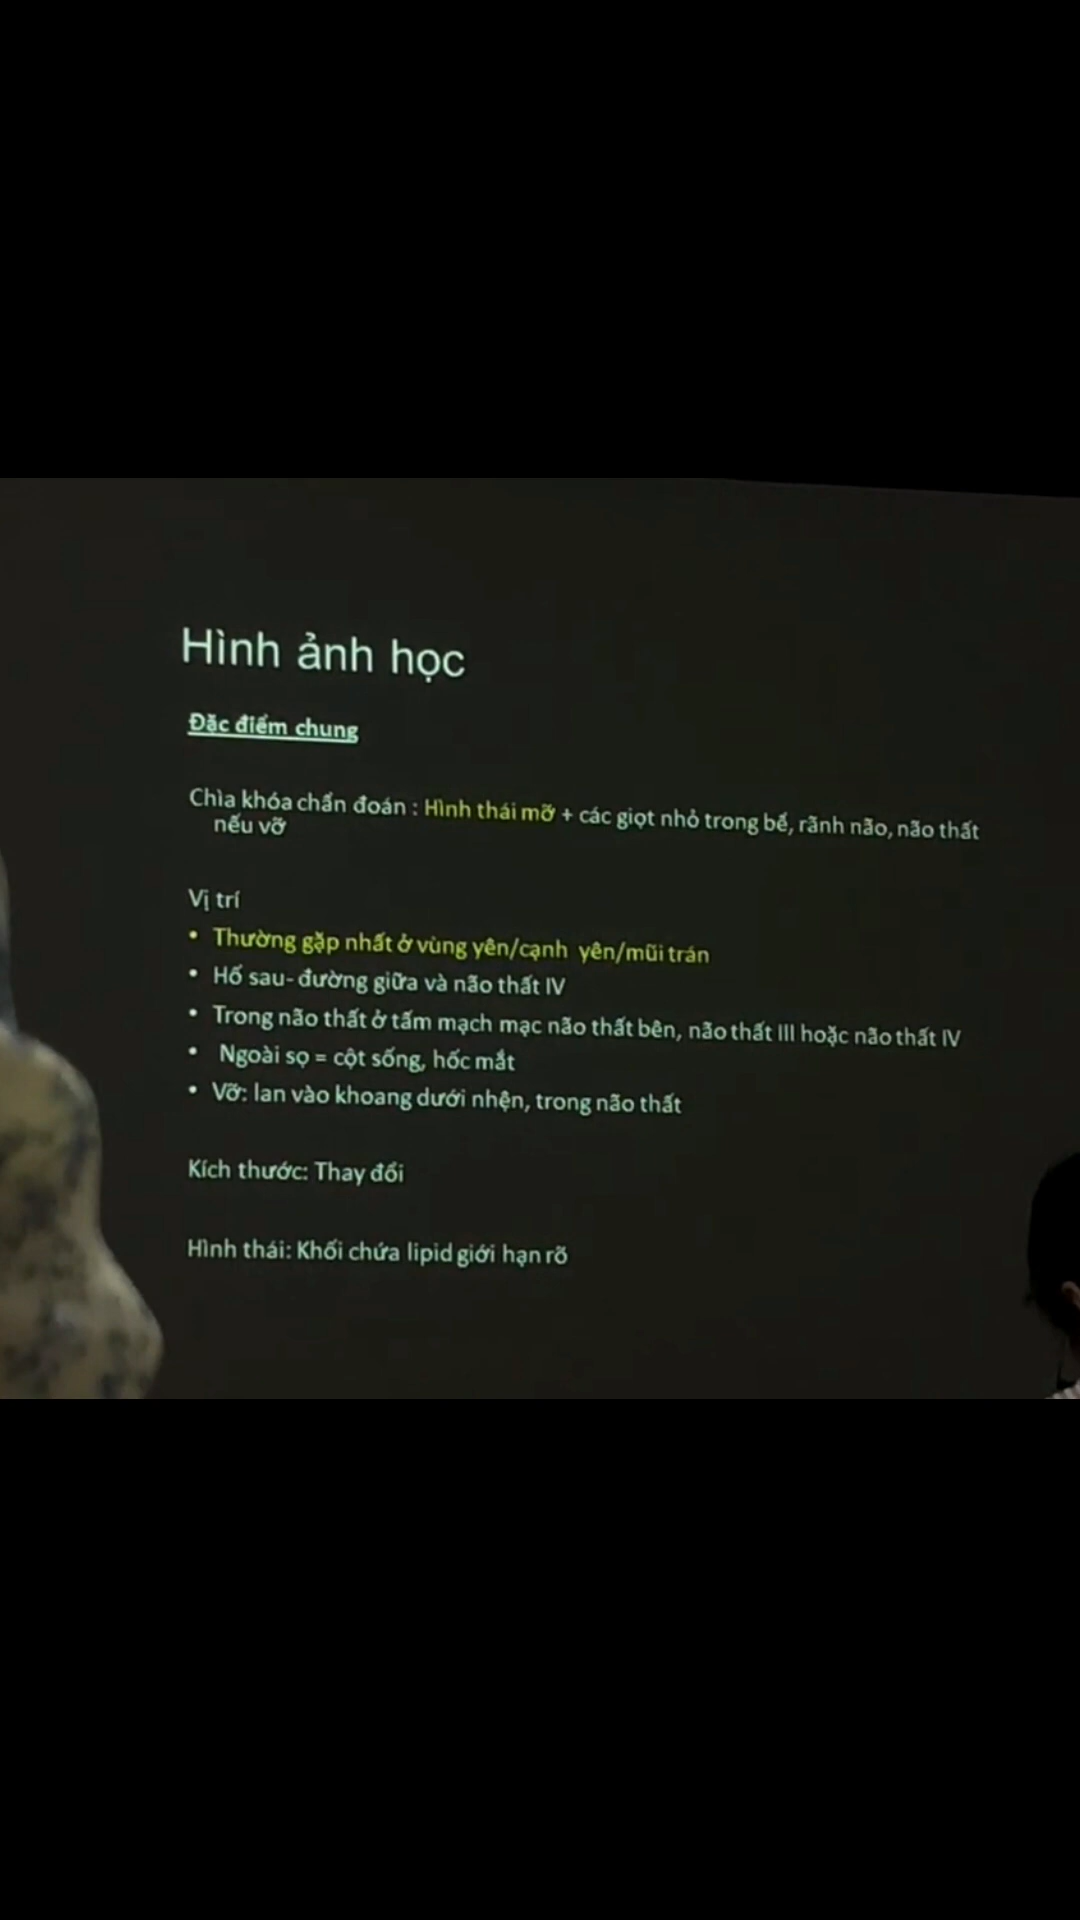 Hình ảnh học
Đặc điểm chung
Chìa khóa chẩn đoán : Hình thái mỡ + các giọt nhỏ trong bể, rãnh não, não thất
nếu vỡ
Vị trí
• Thường gặp nhất ở vùng yên/cạnh yên/mũi trán
• Hố sau- đường giữa và não thất IV
• Trong não thất ở tấm mạch mạc não thất bên, não thất III hoặc não thất IV
• Ngoài sọ = cột sống, hốc mắt
• Vỡ: lan vào khoang dưới nhện, trong não thất
Kích thước: Thay đổi
Hình thái: Khối chứa lipid giới hạn rõ